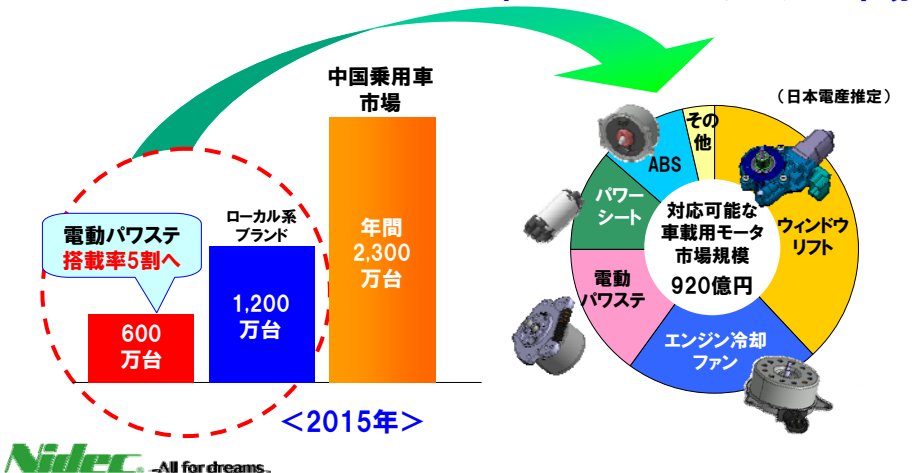 中国乗用車
市場
年間
2,300
万台
ローカル系
ブランド
1,200
万台
電動パワステ
搭載率5割へ
600
万台
＜2015年＞
（日本電産推定）
その
他
ABS
パワー
シート
電動
パワステ
エンジン冷却
ファン
ウィンドウ
リフト
対応可能な
車載用モータ
市場規模
920億円
Nidec
-All for dreams-